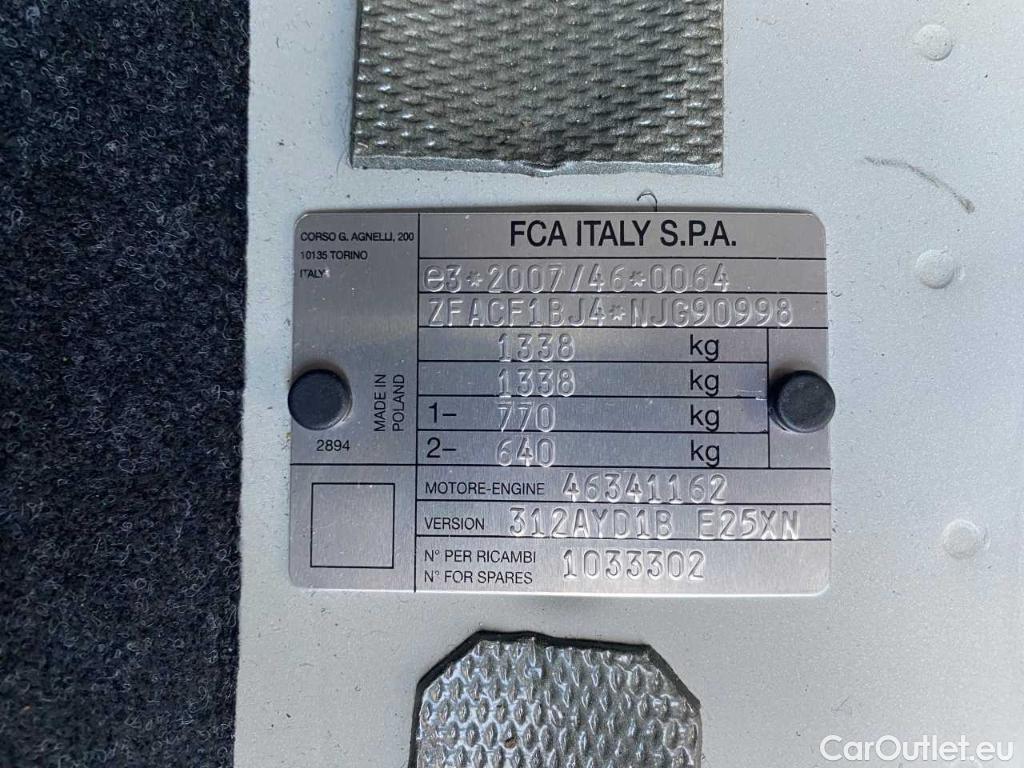 CORSO G. AGNELLI, 200
10135 TORINO
ITALY
FCA ITALY S.P.A.
e3*2007/46*0064
ZFACF1BJ4*NJG90998
1338 kg
1338 kg
1- 770 kg
2- 640 kg
MADE IN
POLAND
2894
MOTORE-ENGINE 46341162
VERSION 312AYD1B E25XN
N° PER RICAMBI
N° FOR SPARES
1033302
CarOutlet.eu